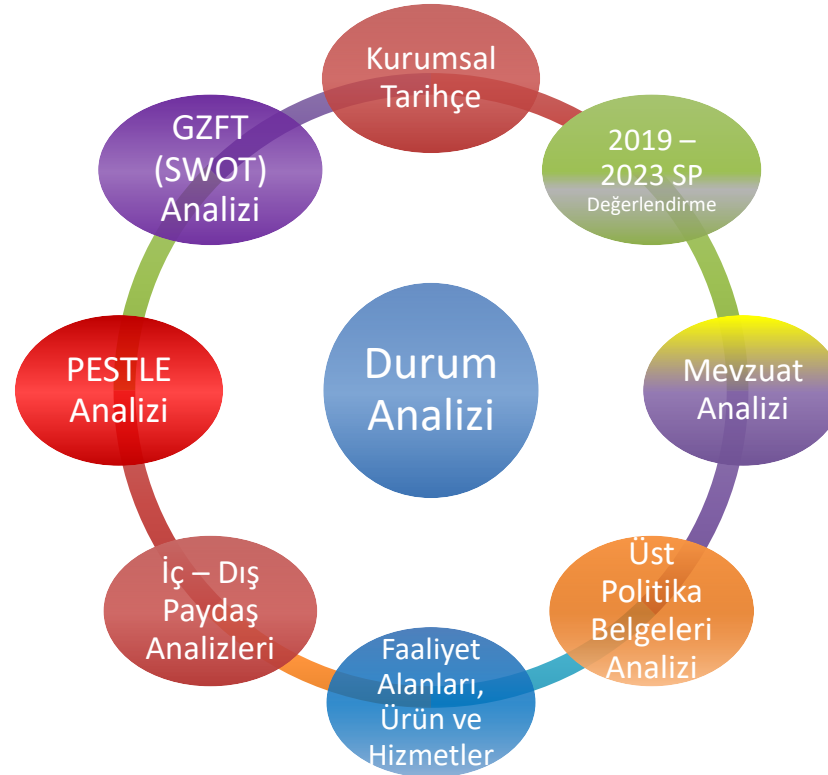 Kurumsal
Tarihçe
2019 –
2023 SP
Değerlendirme
Mevzuat
Analizi
Üst
Politika
Belgeleri
Analizi
Faaliyet
Alanları,
Ürün ve
Hizmetler
İç – Dış
Paydaş
Analizleri
PESTLE
Analizi
GZFT
(SWOT)
Analizi
Durum
Analizi